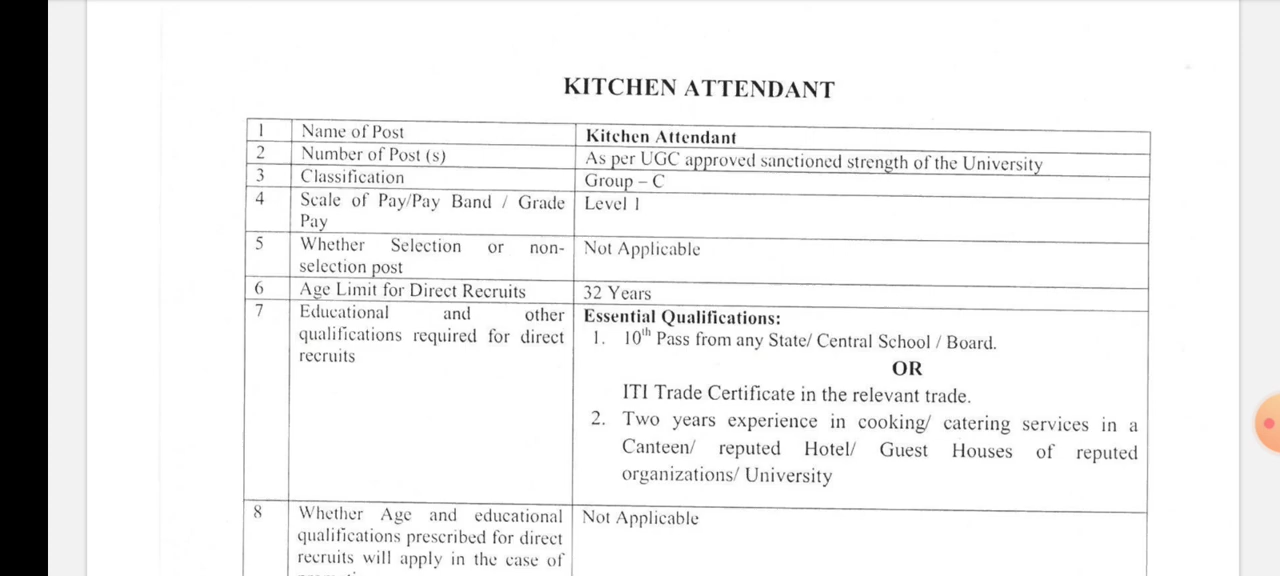 KITCHEN ATTENDANT
1 Name of Post Kitchen Attendant
2 Number of Post (s) As per UGC approved sanctioned strength of the University
3 Classification Group – C
4 Scale of Pay/Pay Band / Grade Level 1
Pay
5 Whether Selection or non- Not Applicable
selection post
6 Age Limit for Direct Recruits 32 Years
7 Educational and other Essential Qualifications:
qualifications required for direct 1. 10th Pass from any State/ Central School / Board.
recruits
OR
ITI Trade Certificate in the relevant trade.
2. Two years experience in cooking/ catering services in a
Canteen/ reputed Hotel/ Guest Houses of reputed
organizations/ University
8 Whether Age and educational Not Applicable
qualifications prescribed for direct
recruits will apply in the case of